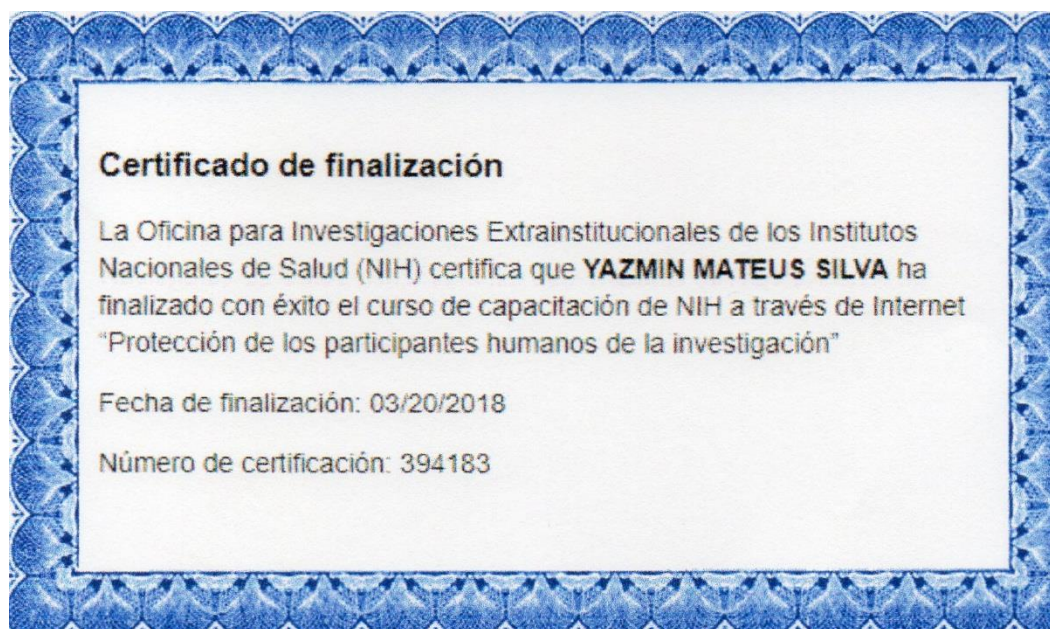 Certificado de finalización
La Oficina para Investigaciones Extrainstitucionales de los Institutos
Nacionales de Salud (NIH) certifica que YAZMIN MATEUS SILVA ha
finalizado con éxito el curso de capacitación de NIH a través de Internet
“Protección de los participantes humanos de la investigación”
Fecha de finalización: 03/20/2018
Número de certificación: 394183